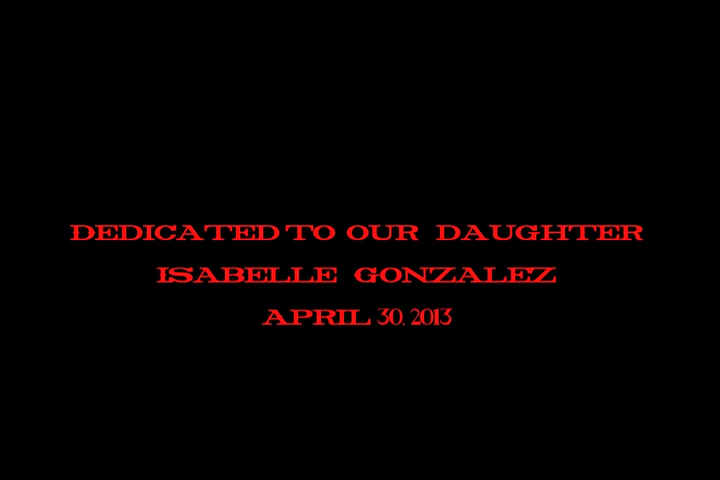 DEDICATED TO OUR DAUGHTER
ISABELLE GONZALEZ
APRIL 30, 2013